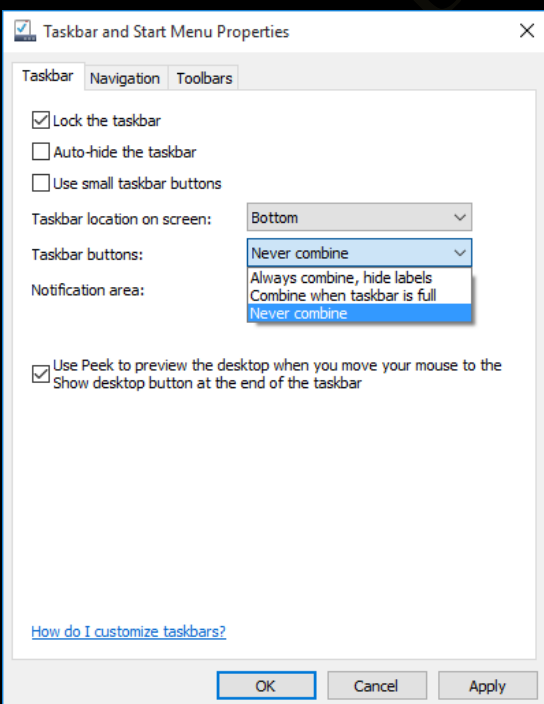 Taskbar and Start Menu Properties
Taskbar Navigation Toolbars
Lock the taskbar
Auto-hide the taskbar
Use small taskbar buttons
Taskbar location on screen: Bottom
Taskbar buttons: Never combine
Always combine, hide labels
Combine when taskbar is full
Notification area:
Never combine
Use Peek to preview the desktop when you move your mouse to the
Show desktop button at the end of the taskbar
How do I customize taskbars?
OK Cancel Apply